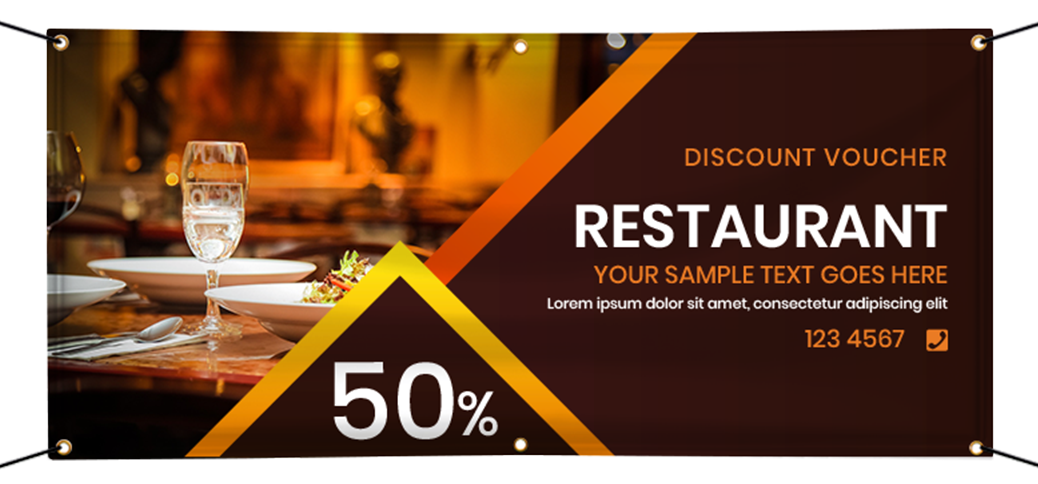 DISCOUNT VOUCHER
RESTAURANT
YOUR SAMPLE TEXT GOES HERE
Lorem ipsum dolor sit amet, consectetur adipiscing elit
123 4567
50%